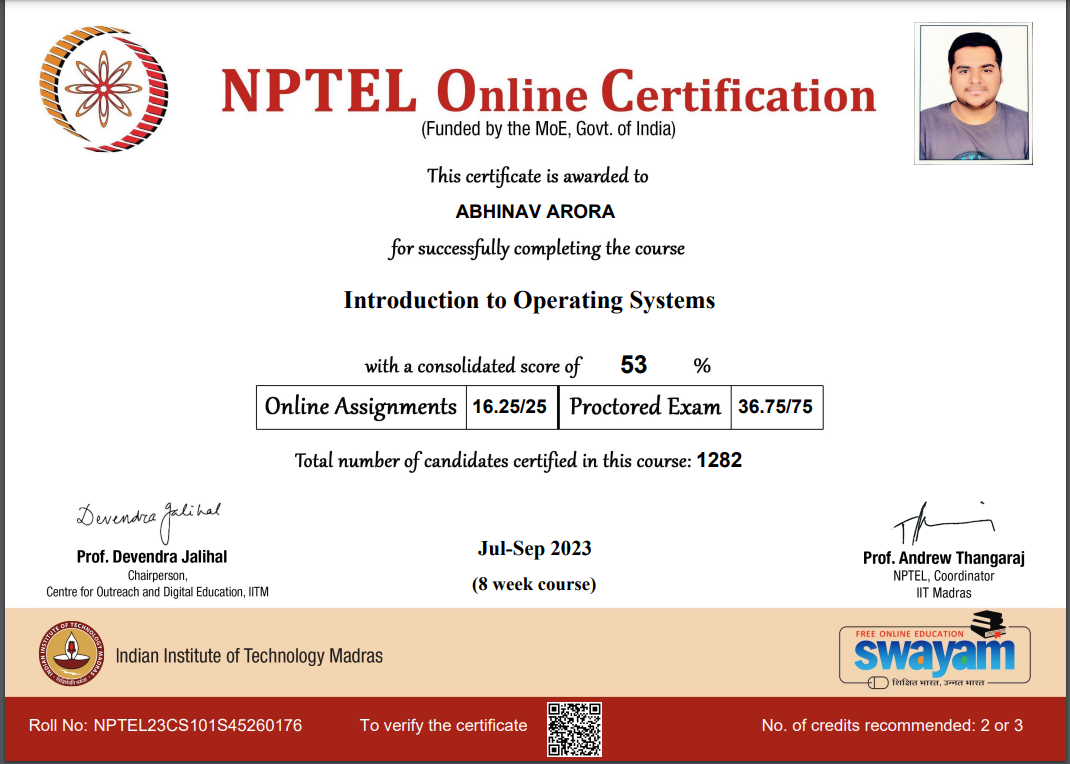 NPTEL Online Certification
(Funded by the MoE, Govt. of India)
This certificate is awarded to
ABHINAV ARORA
for successfully completing the course
Introduction to Operating Systems
with a consolidated score of 53 %
Online Assignments 16.25/25 Proctored Exam 36.75/75
Total number of candidates certified in this course: 1282
Devendra Jalihal
Prof. Devendra Jalihal
Chairperson,
Centre for Outreach and Digital Education, IITM
Jul-Sep 2023
(8 week course)
Prof. Andrew Thangaraj
NPTEL, Coordinator
IIT Madras
INDIAN INSTITUTE OF TECHNOLOGY MADRAS
Indian Institute of Technology Madras
FREE ONLINE EDUCATION
swayam
शिक्षित भारत, उन्नत भारत
Roll No: NPTEL23CS101S45260176 To verify the certificate No. of credits recommended: 2 or 3